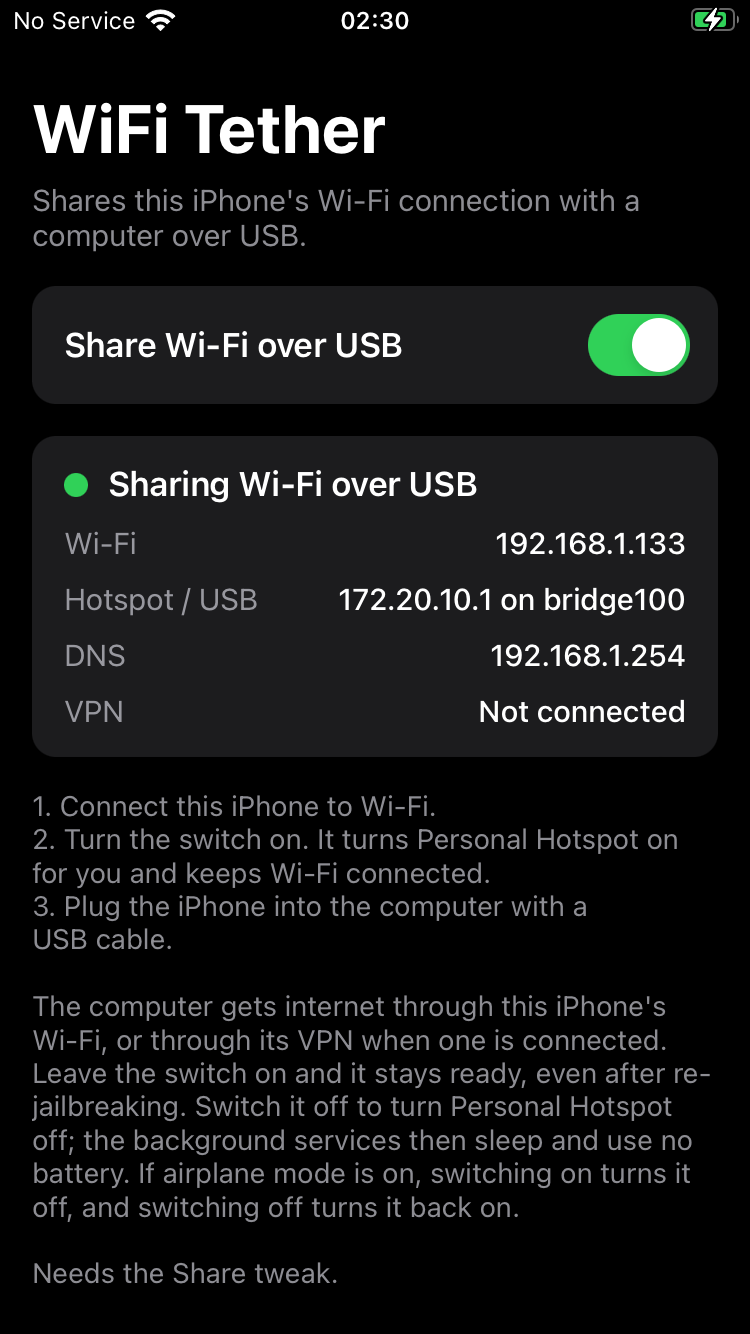 No Service 02:30
WiFi Tether
Shares this iPhone's Wi-Fi connection with a
computer over USB.
Share Wi-Fi over USB
Sharing Wi-Fi over USB
Wi-Fi 192.168.1.133
Hotspot / USB 172.20.10.1 on bridge100
DNS 192.168.1.254
VPN Not connected
1. Connect this iPhone to Wi-Fi.
2. Turn the switch on. It turns Personal Hotspot on
for you and keeps Wi-Fi connected.
3. Plug the iPhone into the computer with a
USB cable.
The computer gets internet through this iPhone's
Wi-Fi, or through its VPN when one is connected.
Leave the switch on and it stays ready, even after re-
jailbreaking. Switch it off to turn Personal Hotspot
off; the background services then sleep and use no
battery. If airplane mode is on, switching on turns it
off, and switching off turns it back on.
Needs the Share tweak.